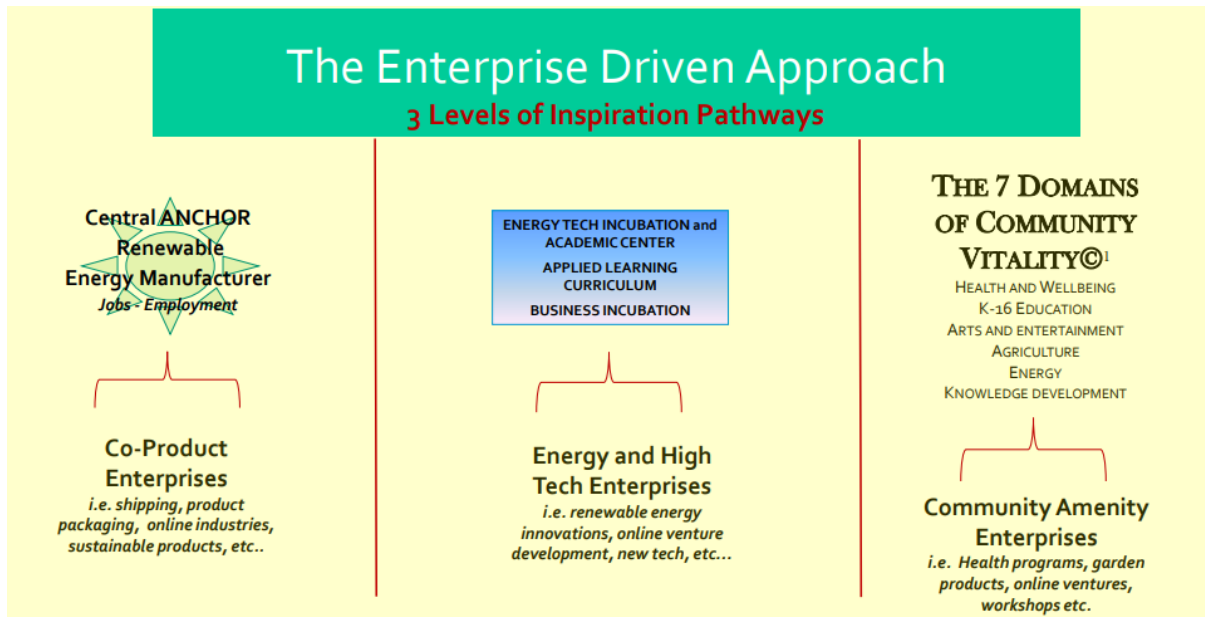 The Enterprise Driven Approach
3 Levels of Inspiration Pathways
Central ANCHOR
Renewable
Energy Manufacturer
Jobs - Employment
Co-Product
Enterprises
i.e. shipping, product
packaging, online industries,
sustainable products, etc..
ENERGY TECH INCUBATION and
ACADEMIC CENTER
APPLIED LEARNING
CURRICULUM
BUSINESS INCUBATION
Energy and High
Tech Enterprises
i.e. renewable energy
innovations, online venture
development, new tech, etc...
THE 7 DOMAINS
OF COMMUNITY
VITALITY©1
HEALTH AND WELLBEING
K-16 EDUCATION
ARTS AND ENTERTAINMENT
AGRICULTURE
ENERGY
KNOWLEDGE DEVELOPMENT
Community Amenity
Enterprises
i.e. Health programs, garden
products, online ventures,
workshops etc.